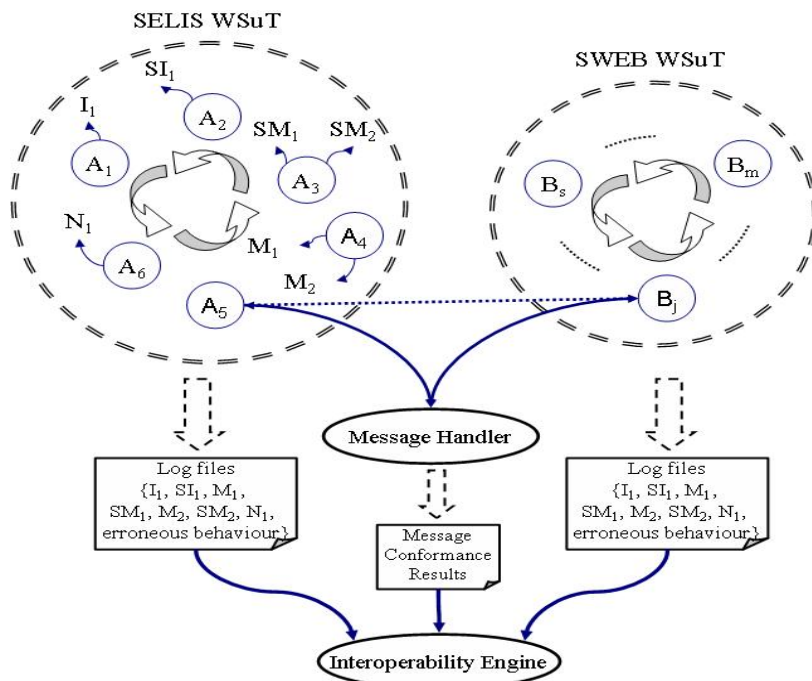 SELIS WSuT
SWEB WSuT
SI₁
I₁
A₂
SM₁ SM₂
A₁
A₃
Bₛ
Bₘ
N₁
M₁
A₄
A₆
M₂
A₅
Bⱼ
Message Handler
Log files
{I₁, SI₁, M₁,
SM₁, M₂, SM₂, N₁,
erroneous behaviour}
Message
Conformance
Results
Log files
{I₁, SI₁, M₁,
SM₁, M₂, SM₂, N₁,
erroneous behaviour}
Interoperability Engine